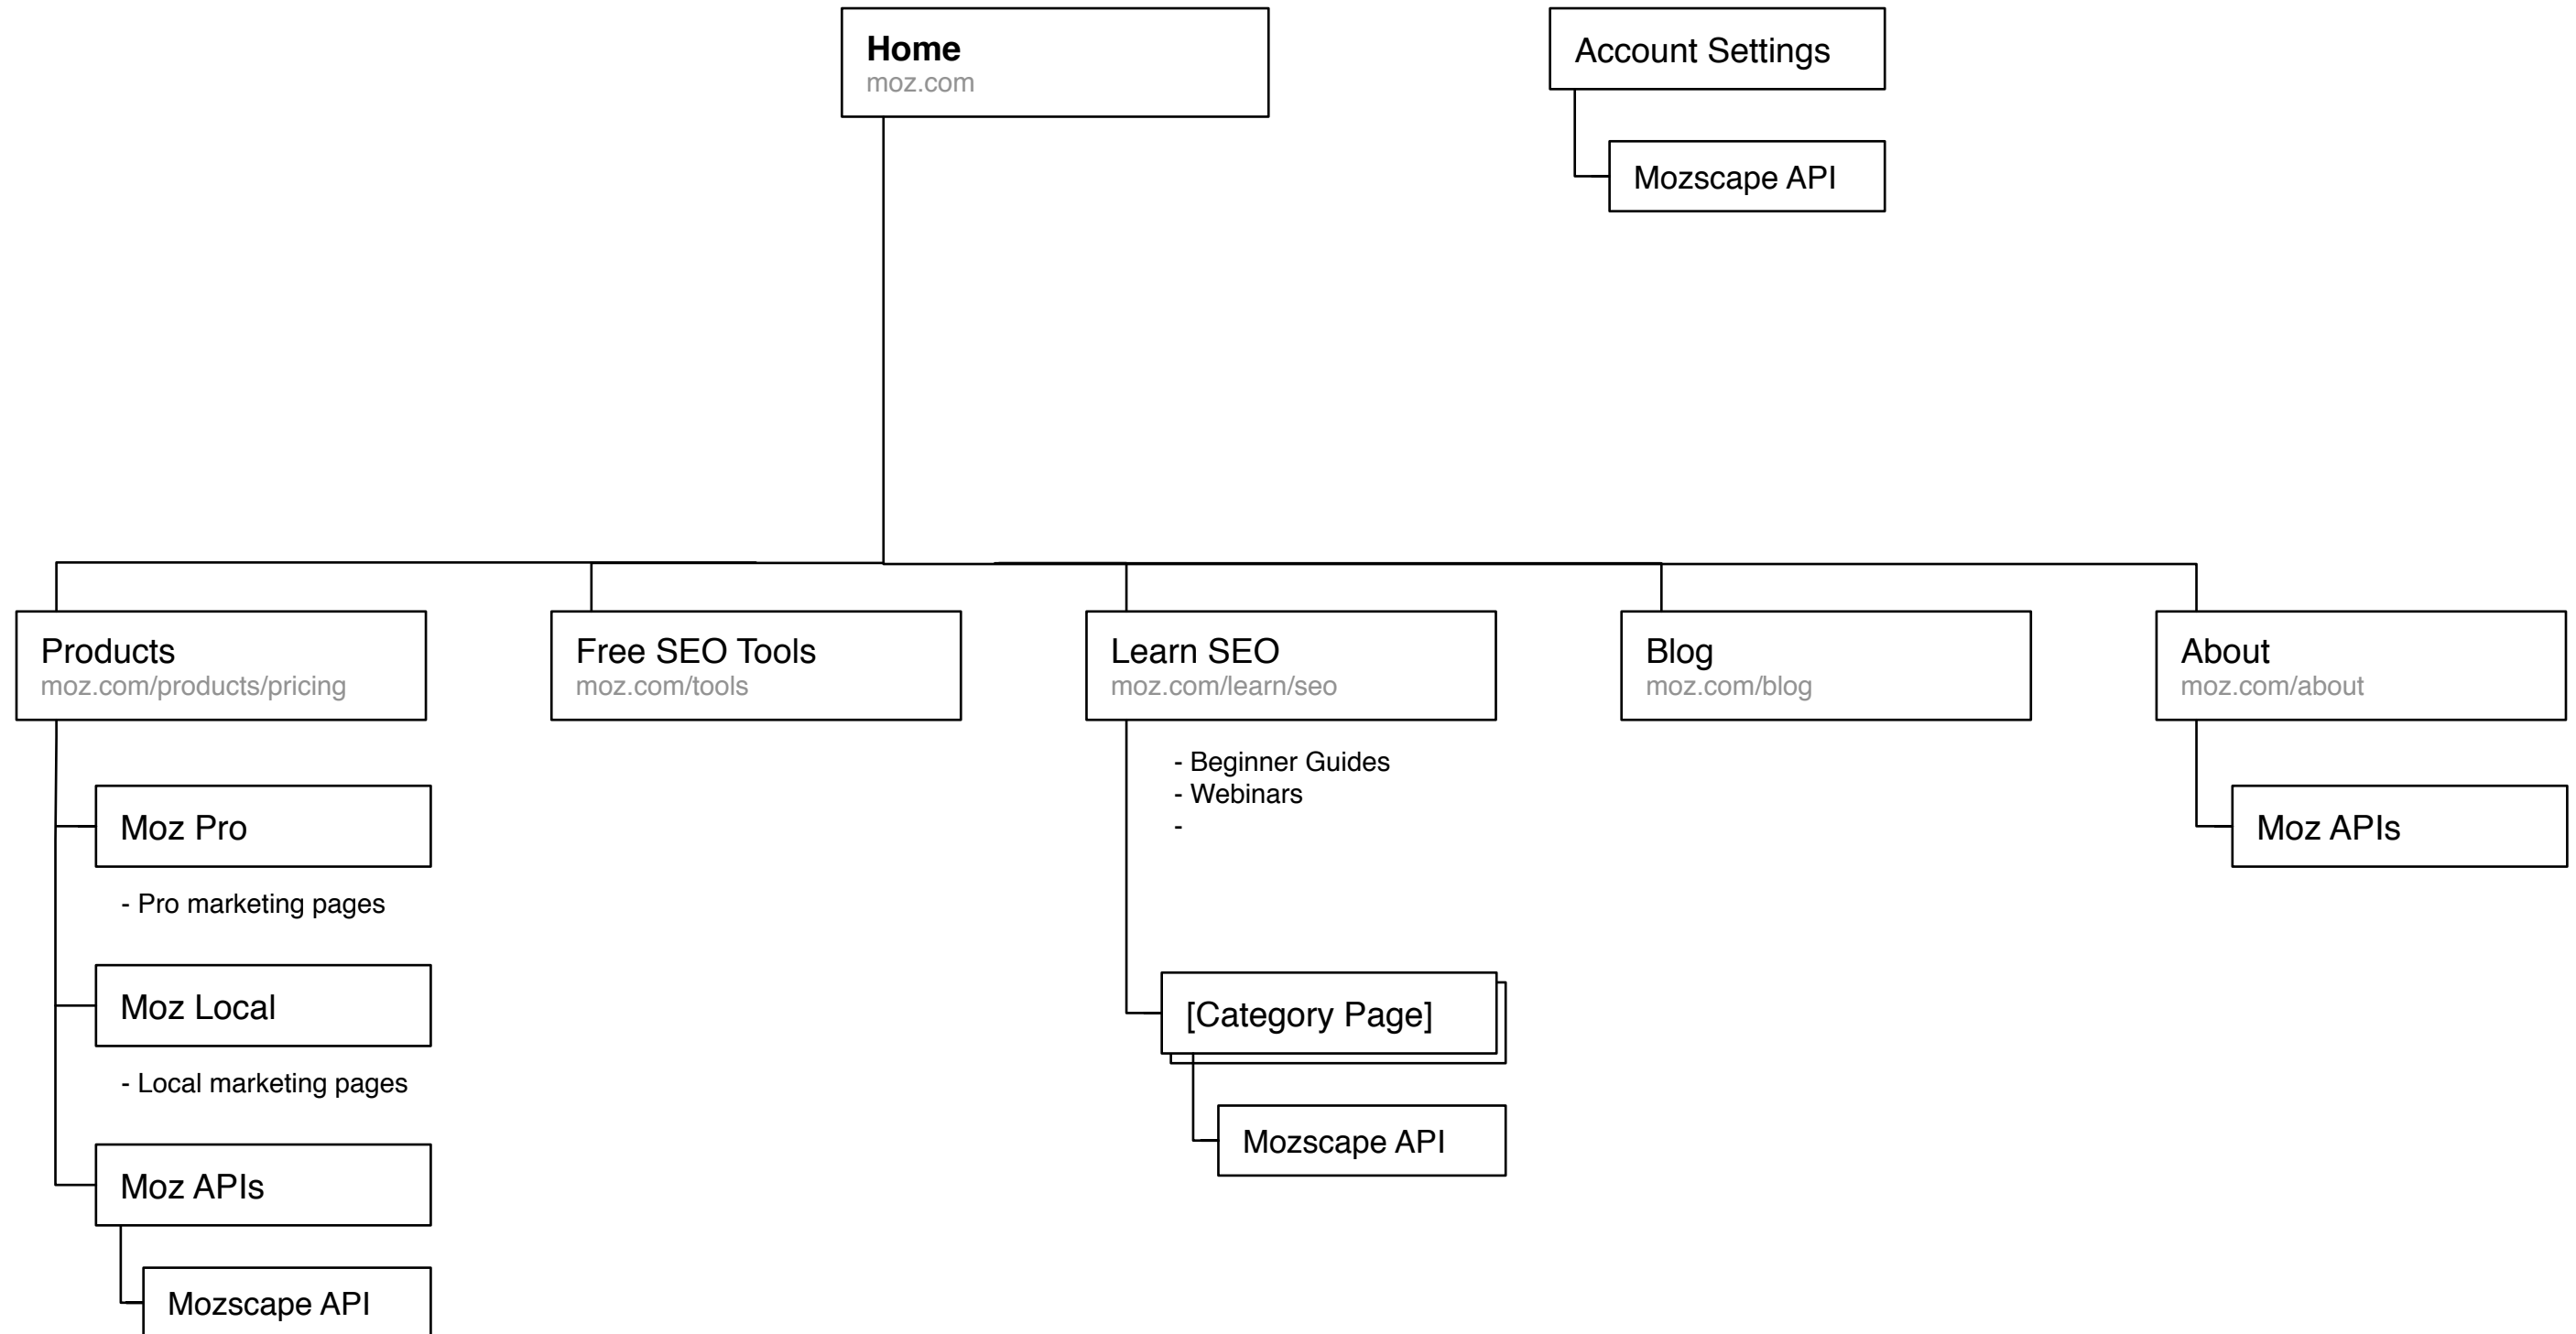 Home
moz.com
Account Settings
Mozscape API
Products
moz.com/products/pricing
Free SEO Tools
moz.com/tools
Learn SEO
moz.com/learn/seo
Blog
moz.com/blog
About
moz.com/about
Moz Pro
- Pro marketing pages
Moz Local
- Local marketing pages
Moz APIs
Mozscape API
- Beginner Guides
- Webinars
-
[Category Page]
Mozscape API
Moz APIs